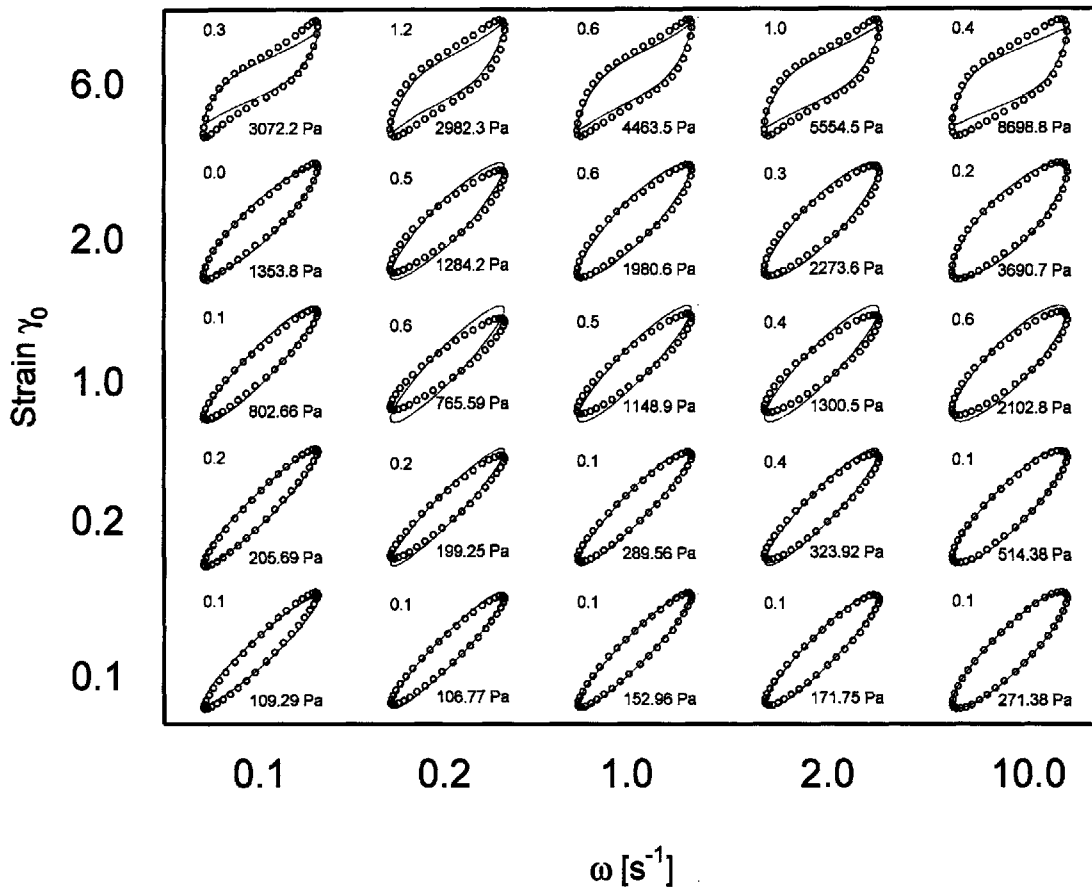 0.3 1.2 0.6 1.0 0.4
6.0
3072.2 Pa 2982.3 Pa 4463.5 Pa 5554.5 Pa 8698.8 Pa
0.0 0.5 0.6 0.3 0.2
2.0
1353.8 Pa 1284.2 Pa 1980.6 Pa 2273.6 Pa 3690.7 Pa
0.1 0.6 0.5 0.4 0.6
1.0
802.66 Pa 765.59 Pa 1148.9 Pa 1300.5 Pa 2102.8 Pa
0.2 0.2 0.1 0.4 0.1
0.2
205.69 Pa 199.25 Pa 289.56 Pa 323.92 Pa 514.38 Pa
0.1 0.1 0.1 0.1 0.1
0.1
109.29 Pa 106.77 Pa 152.96 Pa 171.75 Pa 271.38 Pa
Strain γ₀
0.1 0.2 1.0 2.0 10.0
ω [s⁻¹]